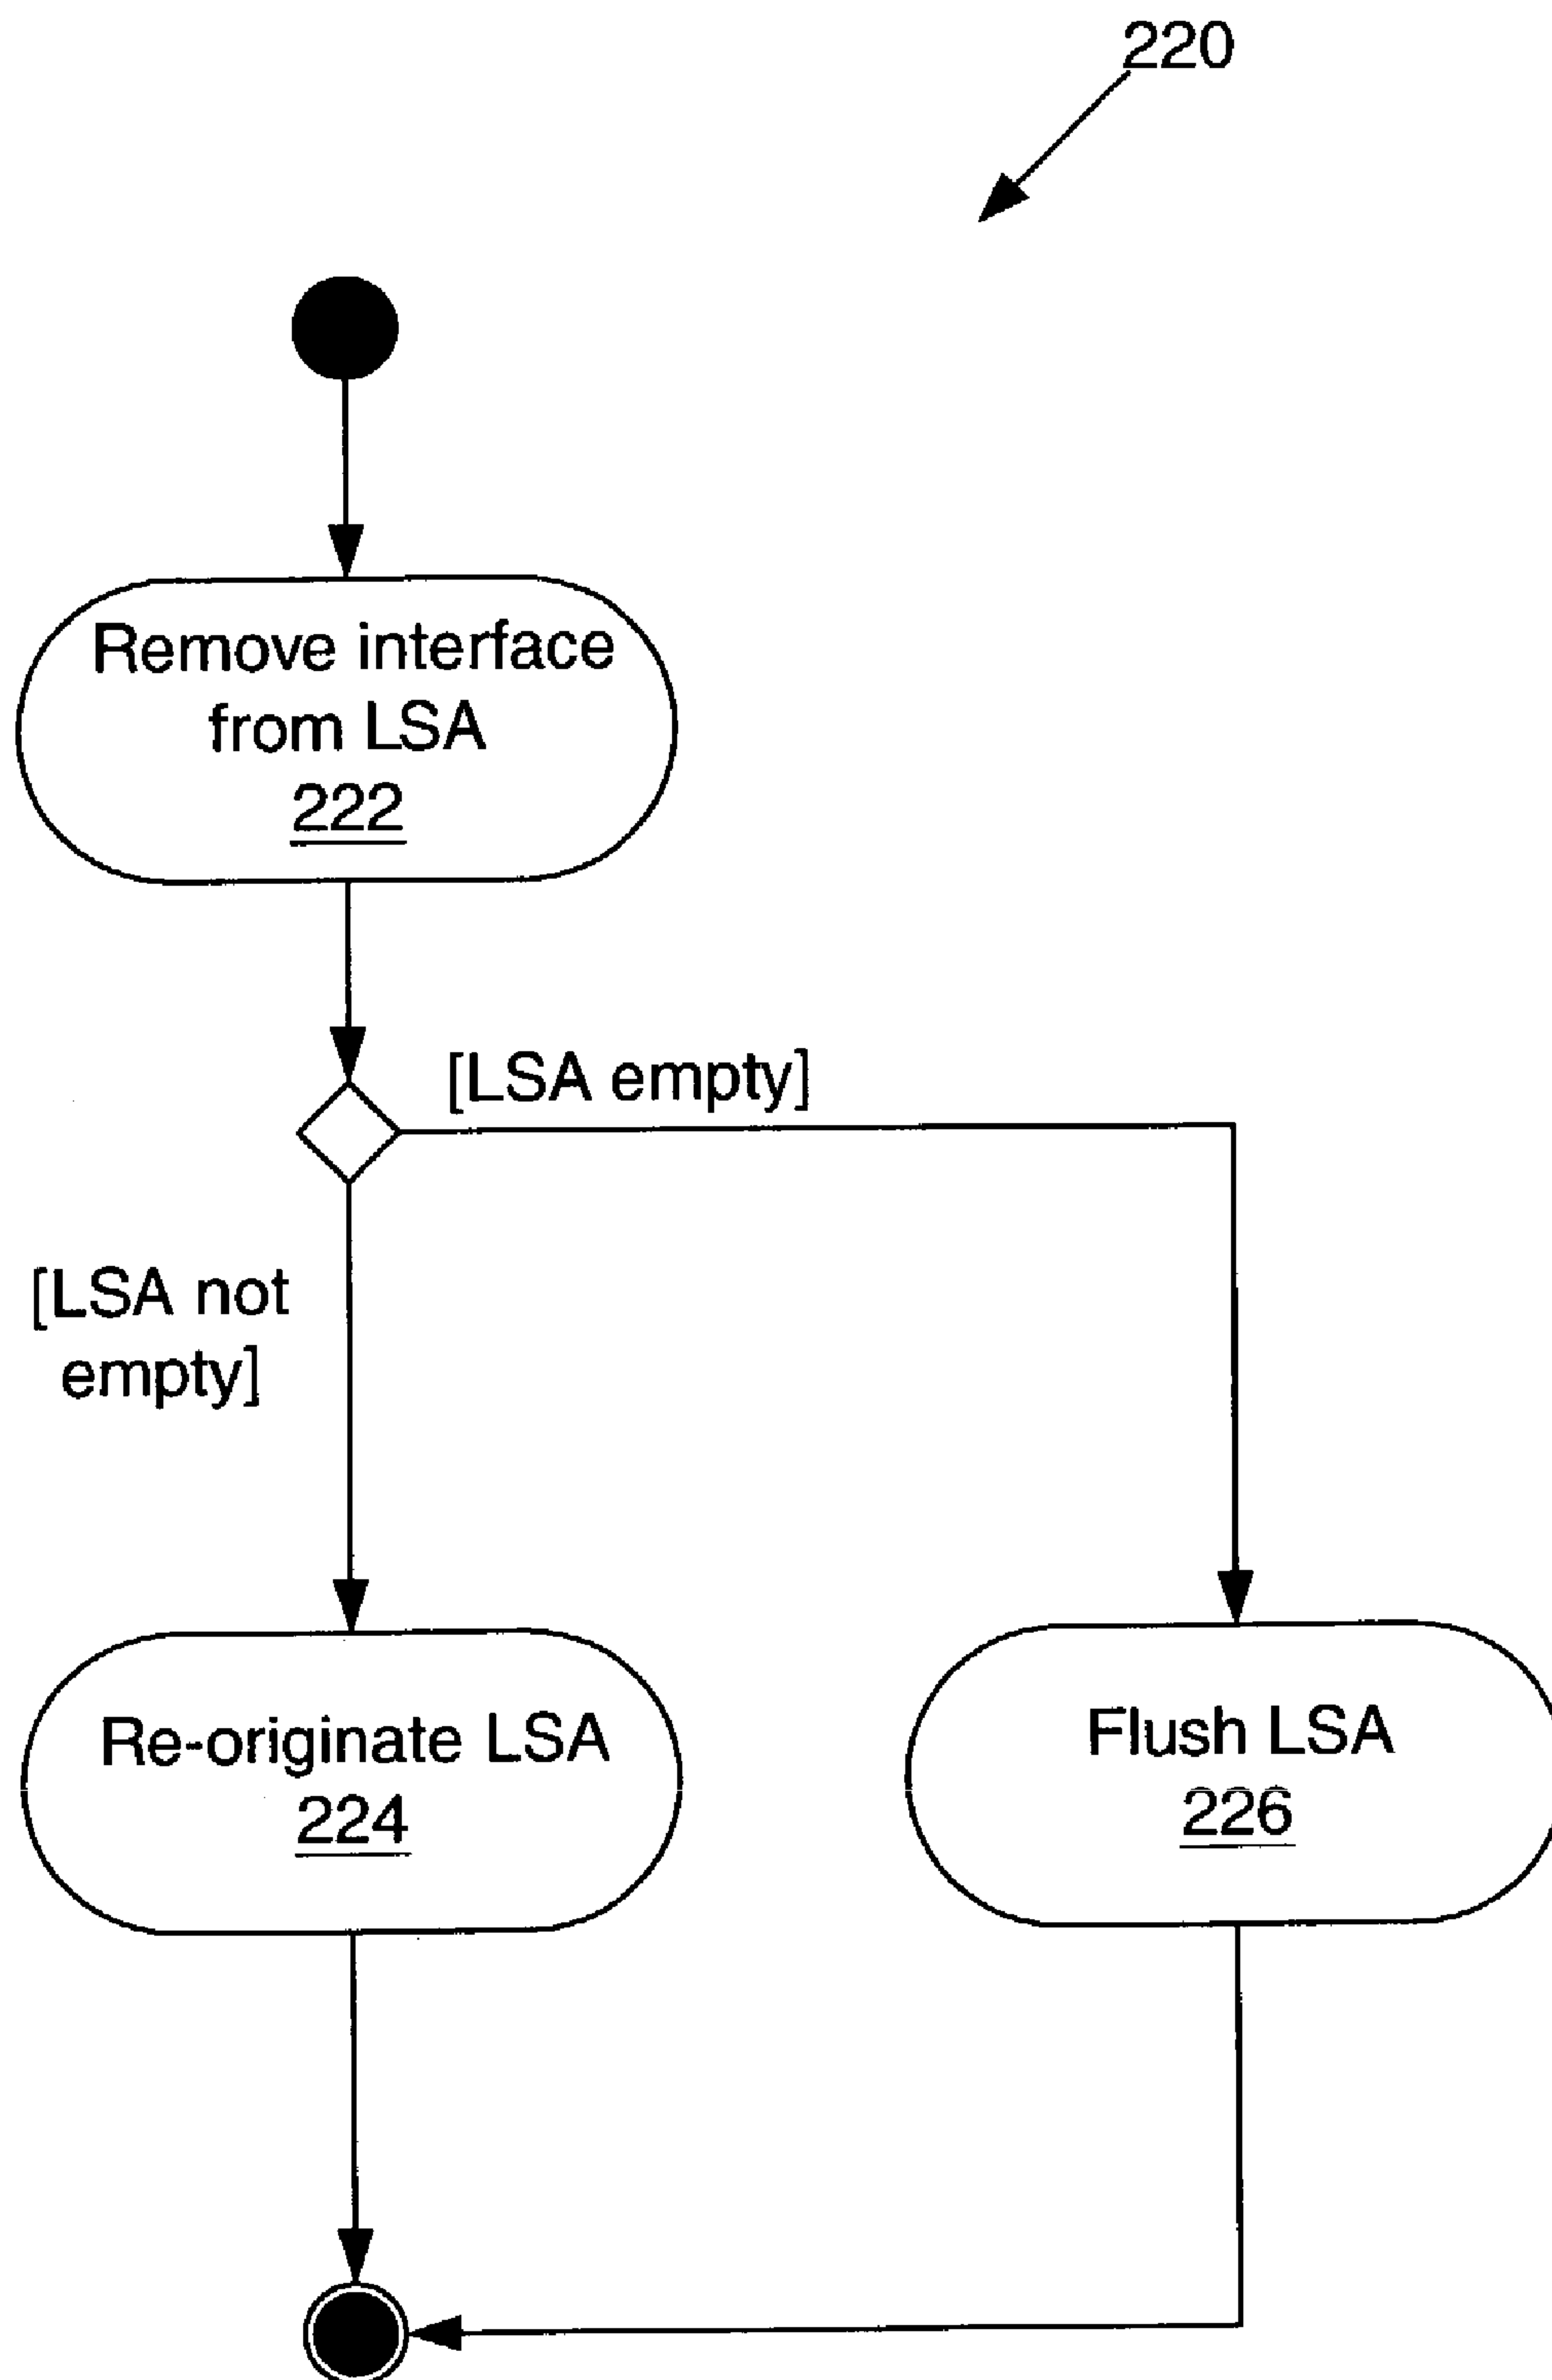 220
Remove interface
from LSA
222
[LSA empty]
[LSA not
empty]
Re-originate LSA
224
Flush LSA
226